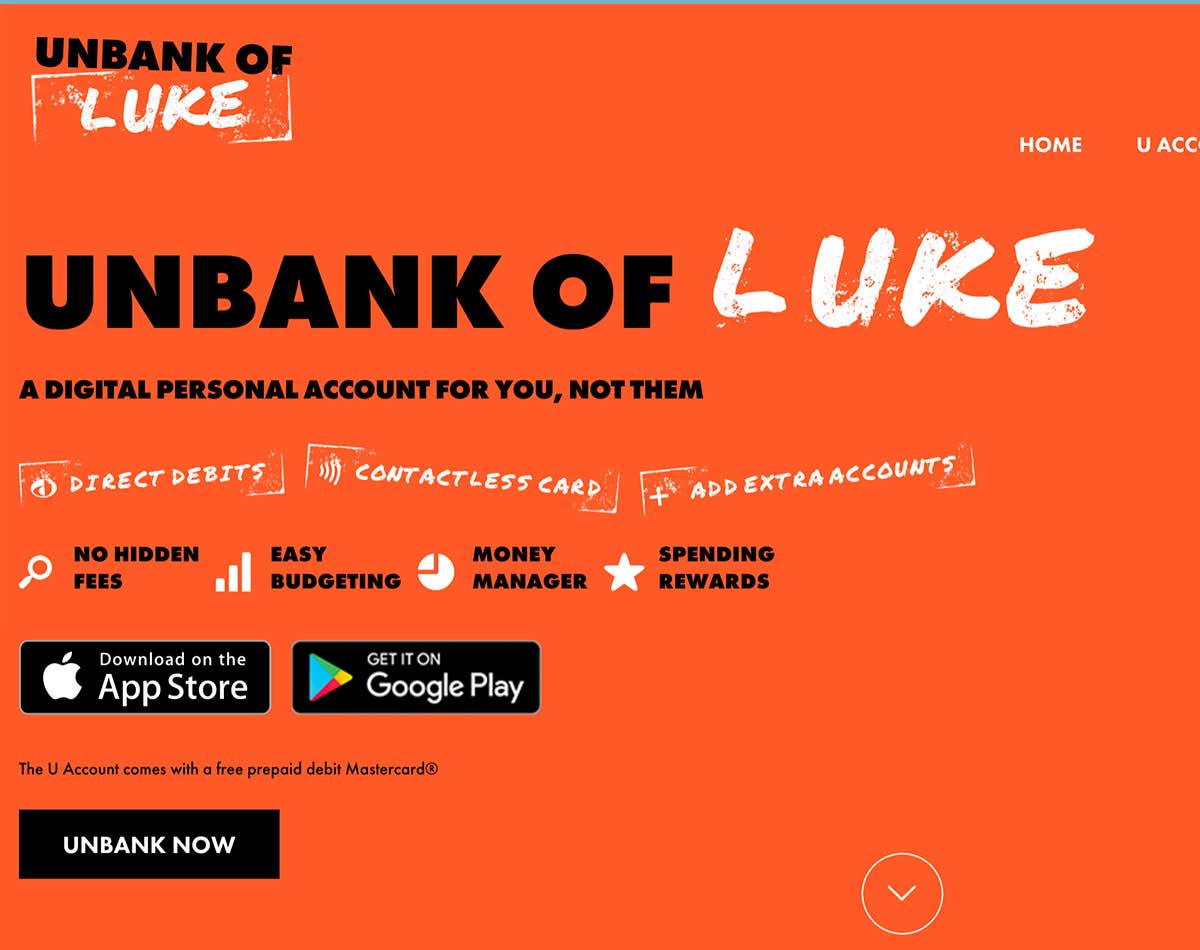 UNBANK OF
LUKE
HOME U ACCO
UNBANK OF LUKE
A DIGITAL PERSONAL ACCOUNT FOR YOU, NOT THEM
DIRECT DEBITS CONTACTLESS CARD + ADD EXTRA ACCOUNTS
NO HIDDEN EASY MONEY SPENDING
FEES BUDGETING MANAGER REWARDS
Download on the GET IT ON
App Store Google Play
The U Account comes with a free prepaid debit Mastercard®
UNBANK NOW